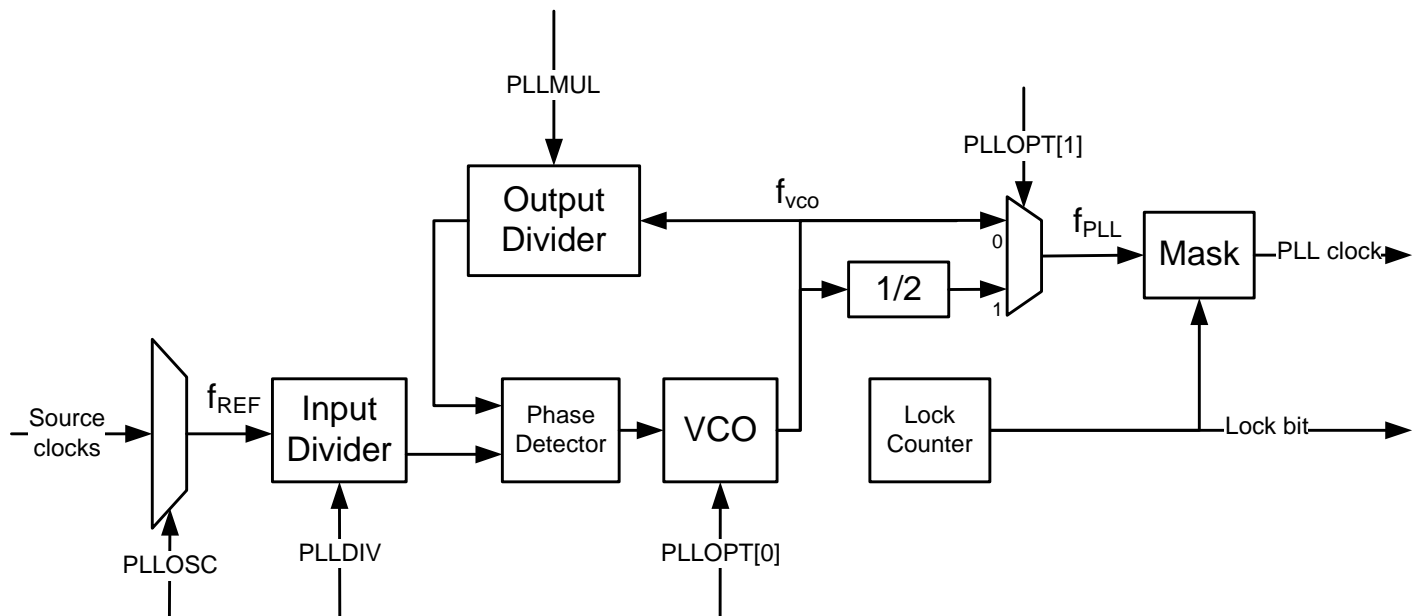 PLLMUL
PLLOPT[1]
Output
Divider
fvco
0
fPLL
Mask
PLL clock
1/2
1
Source
clocks
fREF
Input
Divider
Phase
Detector
VCO
Lock
Counter
Lock bit
PLLOSC
PLLDIV
PLLOPT[0]